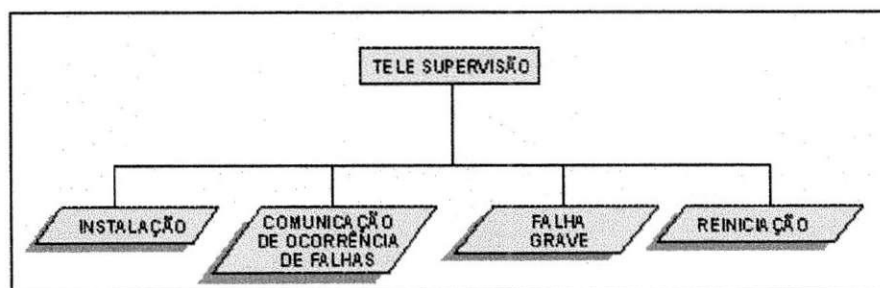 TELE SUPERVISÃO
INSTALAÇÃO
COMUNICAÇÃO
DE OCORRÊNCIA
DE FALHAS
FALHA
GRAVE
REINICIAÇÃO